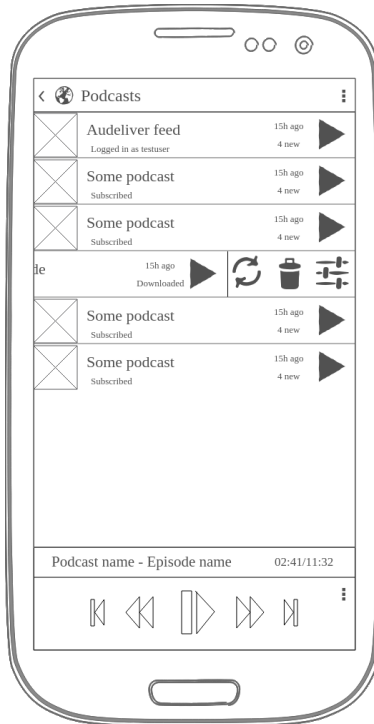 Podcasts
Audeliver feed 15h ago
Logged in as testuser 4 new
Some podcast 15h ago
Subscribed 4 new
Some podcast 15h ago
Subscribed 4 new
de 15h ago
Downloaded
Some podcast 15h ago
Subscribed 4 new
Some podcast 15h ago
Subscribed 4 new
Podcast name - Episode name 02:41/11:32